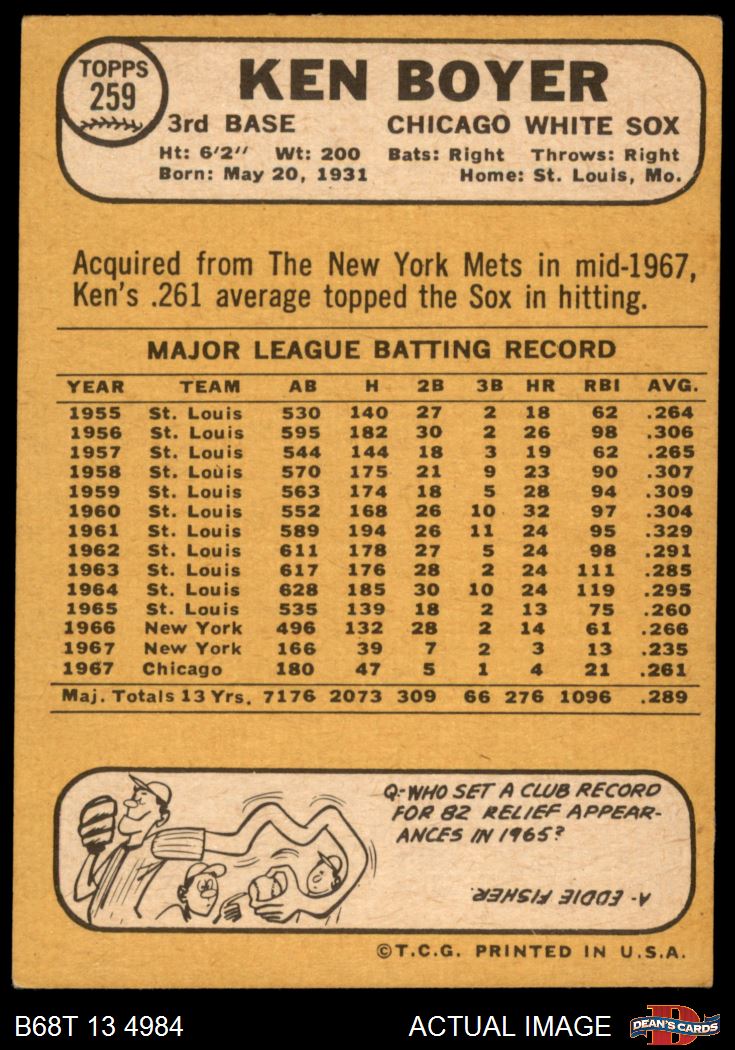 TOPPS
259
KEN BOYER
3rd BASE CHICAGO WHITE SOX
Ht: 6'2" Wt: 200 Bats: Right Throws: Right
Born: May 20, 1931 Home: St. Louis, Mo.
Acquired from The New York Mets in mid-1967,
Ken's .261 average topped the Sox in hitting.
MAJOR LEAGUE BATTING RECORD
YEAR TEAM AB H 2B 3B HR RBI AVG.
1955 St. Louis 530 140 27 2 18 62 .264
1956 St. Louis 595 182 30 2 26 98 .306
1957 St. Louis 544 144 18 3 19 62 .265
1958 St. Louis 570 175 21 9 23 90 .307
1959 St. Louis 563 174 18 5 28 94 .309
1960 St. Louis 552 168 26 10 32 97 .304
1961 St. Louis 589 194 26 11 24 95 .329
1962 St. Louis 611 178 27 5 24 98 .291
1963 St. Louis 617 176 28 2 24 111 .285
1964 St. Louis 628 185 30 10 24 119 .295
1965 St. Louis 535 139 18 2 13 75 .260
1966 New York 496 132 28 2 14 61 .266
1967 New York 166 39 7 2 3 13 .235
1967 Chicago 180 47 5 1 4 21 .261
Maj. Totals 13 Yrs. 7176 2073 309 66 276 1096 .289
Q-WHO SET A CLUB RECORD
FOR 82 RELIEF APPEAR-
ANCES IN 1965?
A- EDDIE FISHER.
©T.C.G. PRINTED IN U.S.A.
B68T 13 4984 ACTUAL IMAGE DEAN'S CARDS